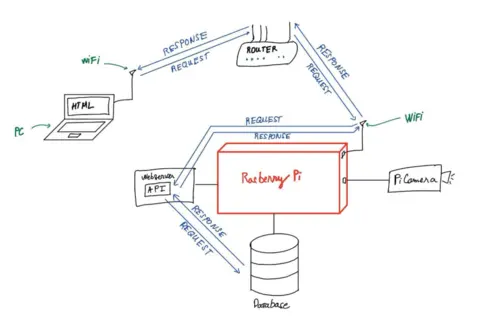 WiFi
RESPONSE
REQUEST
ROUTER
RESPONSE
REQUEST
HTML
PC
WiFi
REQUEST
RESPONSE
Webserver
API
Rasberry Pi
Pi Camera
RESPONSE
REQUEST
Database